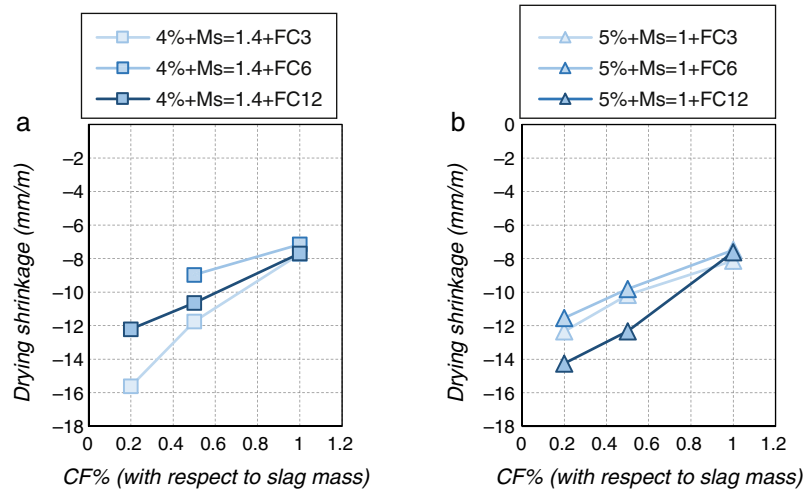 4%+Ms=1.4+FC3
4%+Ms=1.4+FC6
4%+Ms=1.4+FC12
a
Drying shrinkage (mm/m)
–2
–4
–6
–8
–10
–12
–14
–16
–18
0 0.2 0.4 0.6 0.8 1 1.2
CF% (with respect to slag mass)
5%+Ms=1+FC3
5%+Ms=1+FC6
5%+Ms=1+FC12
b
Drying shrinkage (mm/m)
0
–2
–4
–6
–8
–10
–12
–14
–16
–18
0 0.2 0.4 0.6 0.8 1 1.2
CF% (with respect to slag mass)